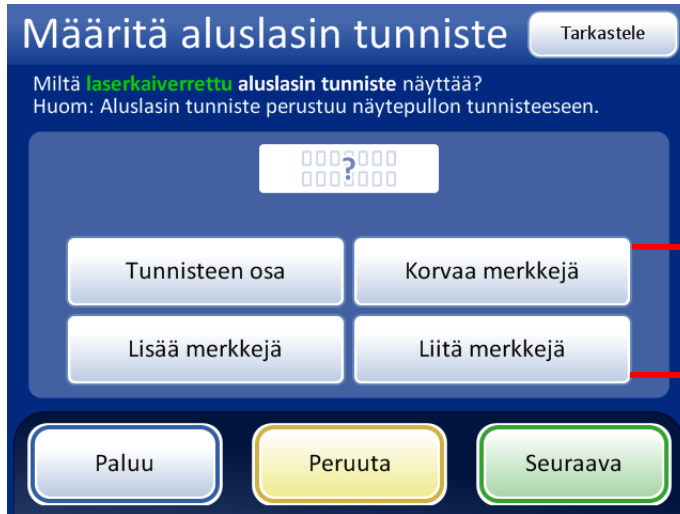 Määritä aluslasin tunniste
Tarkastele
Miltä laserkaiverrettu aluslasin tunniste näyttää?
Huom: Aluslasin tunniste perustuu näytepullon tunnisteeseen.
?
Tunnisteen osa
Korvaa merkkejä
Lisää merkkejä
Liitä merkkejä
Paluu
Peruuta
Seuraava